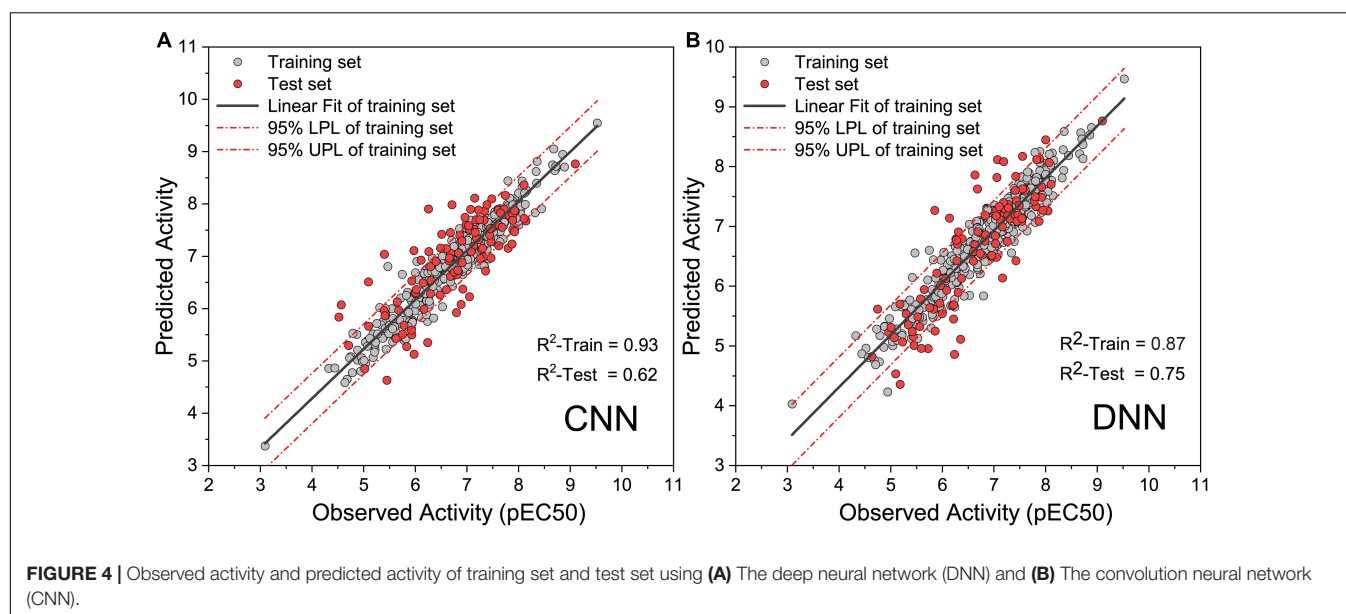 A
Training set
Test set
Linear Fit of training set
95% LPL of training set
95% UPL of training set
11
10
9
8
7
6
5
4
3
Predicted Activity
R²-Train = 0.93
R²-Test = 0.62
CNN
2 3 4 5 6 7 8 9 10 11
Observed Activity (pEC50)
B
Training set
Test set
Linear Fit of training set
95% LPL of training set
95% UPL of training set
10
9
8
7
6
5
4
3
Predicted Activity
R²-Train = 0.87
R²-Test = 0.75
DNN
2 3 4 5 6 7 8 9 10 11
Observed Activity (pEC50)
FIGURE 4 | Observed activity and predicted activity of training set and test set using (A) The deep neural network (DNN) and (B) The convolution neural network
(CNN).